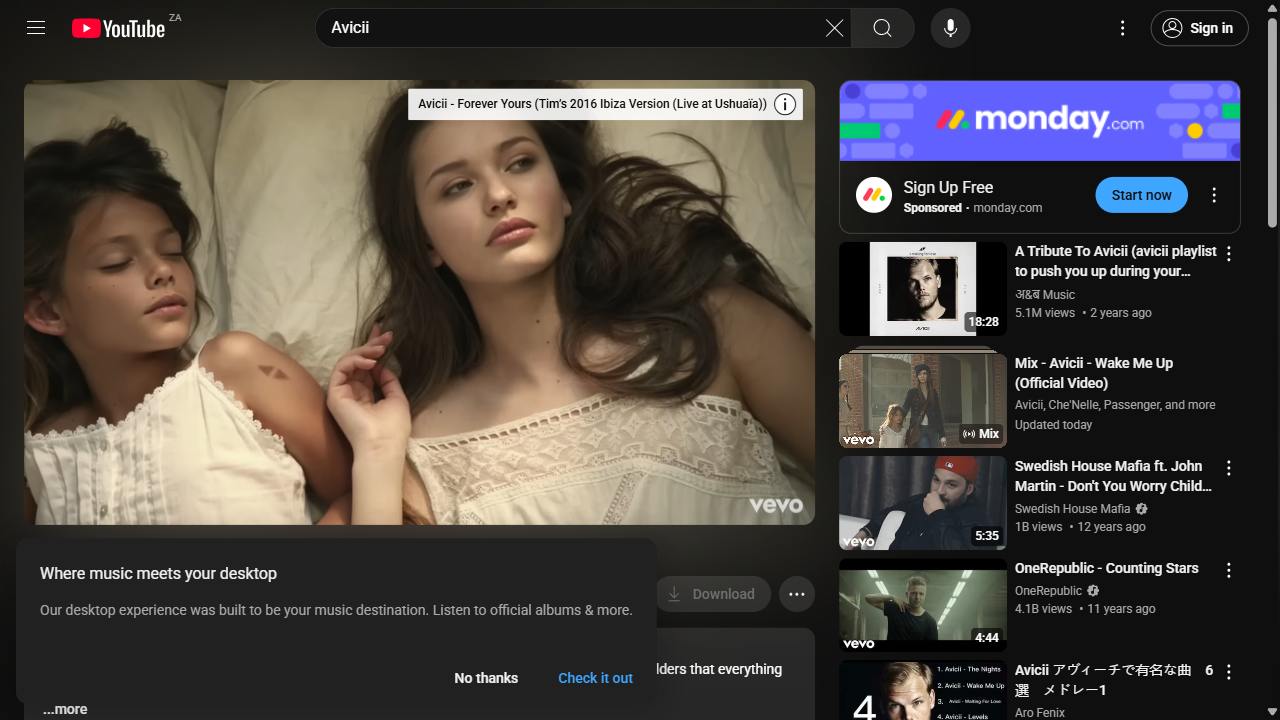 YouTube
ZA
Avicii
Sign in
Avicii - Forever Yours (Tim's 2016 Ibiza Version (Live at Ushuaïa))
vevo
monday.com
Sign Up Free
Sponsored · monday.com
Start now
A Tribute To Avicii (avicii playlist
to push you up during your...
Music
5.1M views • 2 years ago
18:28
Mix - Avicii - Wake Me Up
(Official Video)
Avicii, Che'Nelle, Passenger, and more
Updated today
vevo
Mix
Swedish House Mafia ft. John
Martin - Don't You Worry Child...
Swedish House Mafia
1B views • 12 years ago
vevo
5:35
OneRepublic - Counting Stars
OneRepublic
4.1B views • 11 years ago
vevo
4:44
Avicii アヴィーチで有名な曲　6
選　メドレー1
Aro Fenix
1. Avicii - The Nights
2. Avicii - Wake Me Up
3. Avicii - Waiting For Love
4. Avicii - Levels
4
Where music meets your desktop
Our desktop experience was built to be your music destination. Listen to official albums & more.
No thanks
Check it out
Download
lders that everything
...more